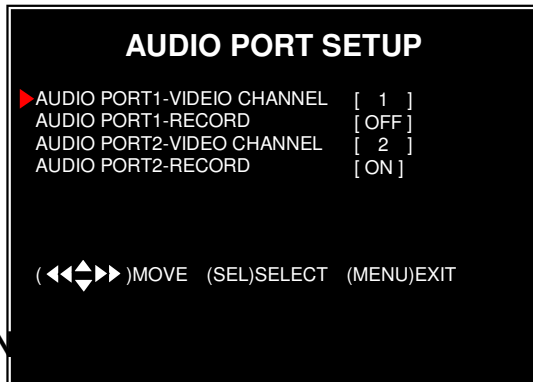 AUDIO PORT SETUP
AUDIO PORT1-VIDEIO CHANNEL [ 1 ]
AUDIO PORT1-RECORD [ OFF ]
AUDIO PORT2-VIDEO CHANNEL [ 2 ]
AUDIO PORT2-RECORD [ ON ]
( ◀◀▲▼▶▶ )MOVE (SEL)SELECT (MENU)EXIT